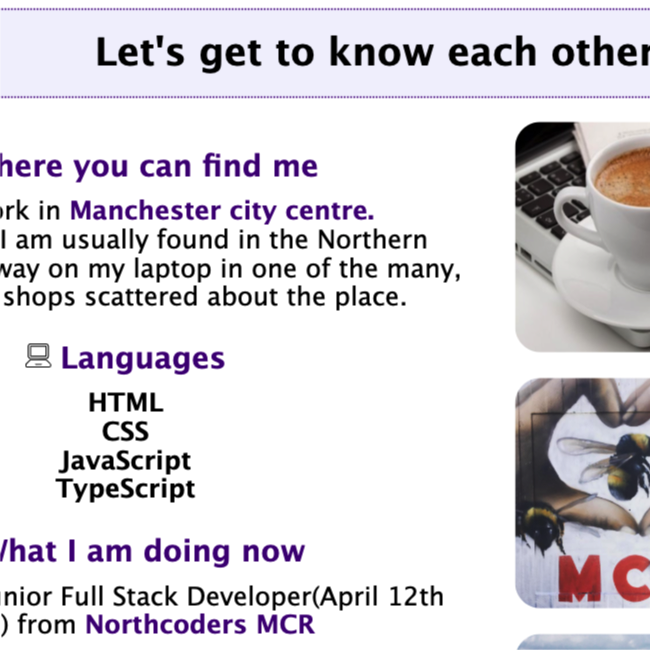 Let's get to know each other
here you can find me
ork in Manchester city centre.
I am usually found in the Northern
way on my laptop in one of the many,
shops scattered about the place.
Languages
HTML
CSS
JavaScript
TypeScript
What I am doing now
unior Full Stack Developer(April 12th
) from Northcoders MCR
MC